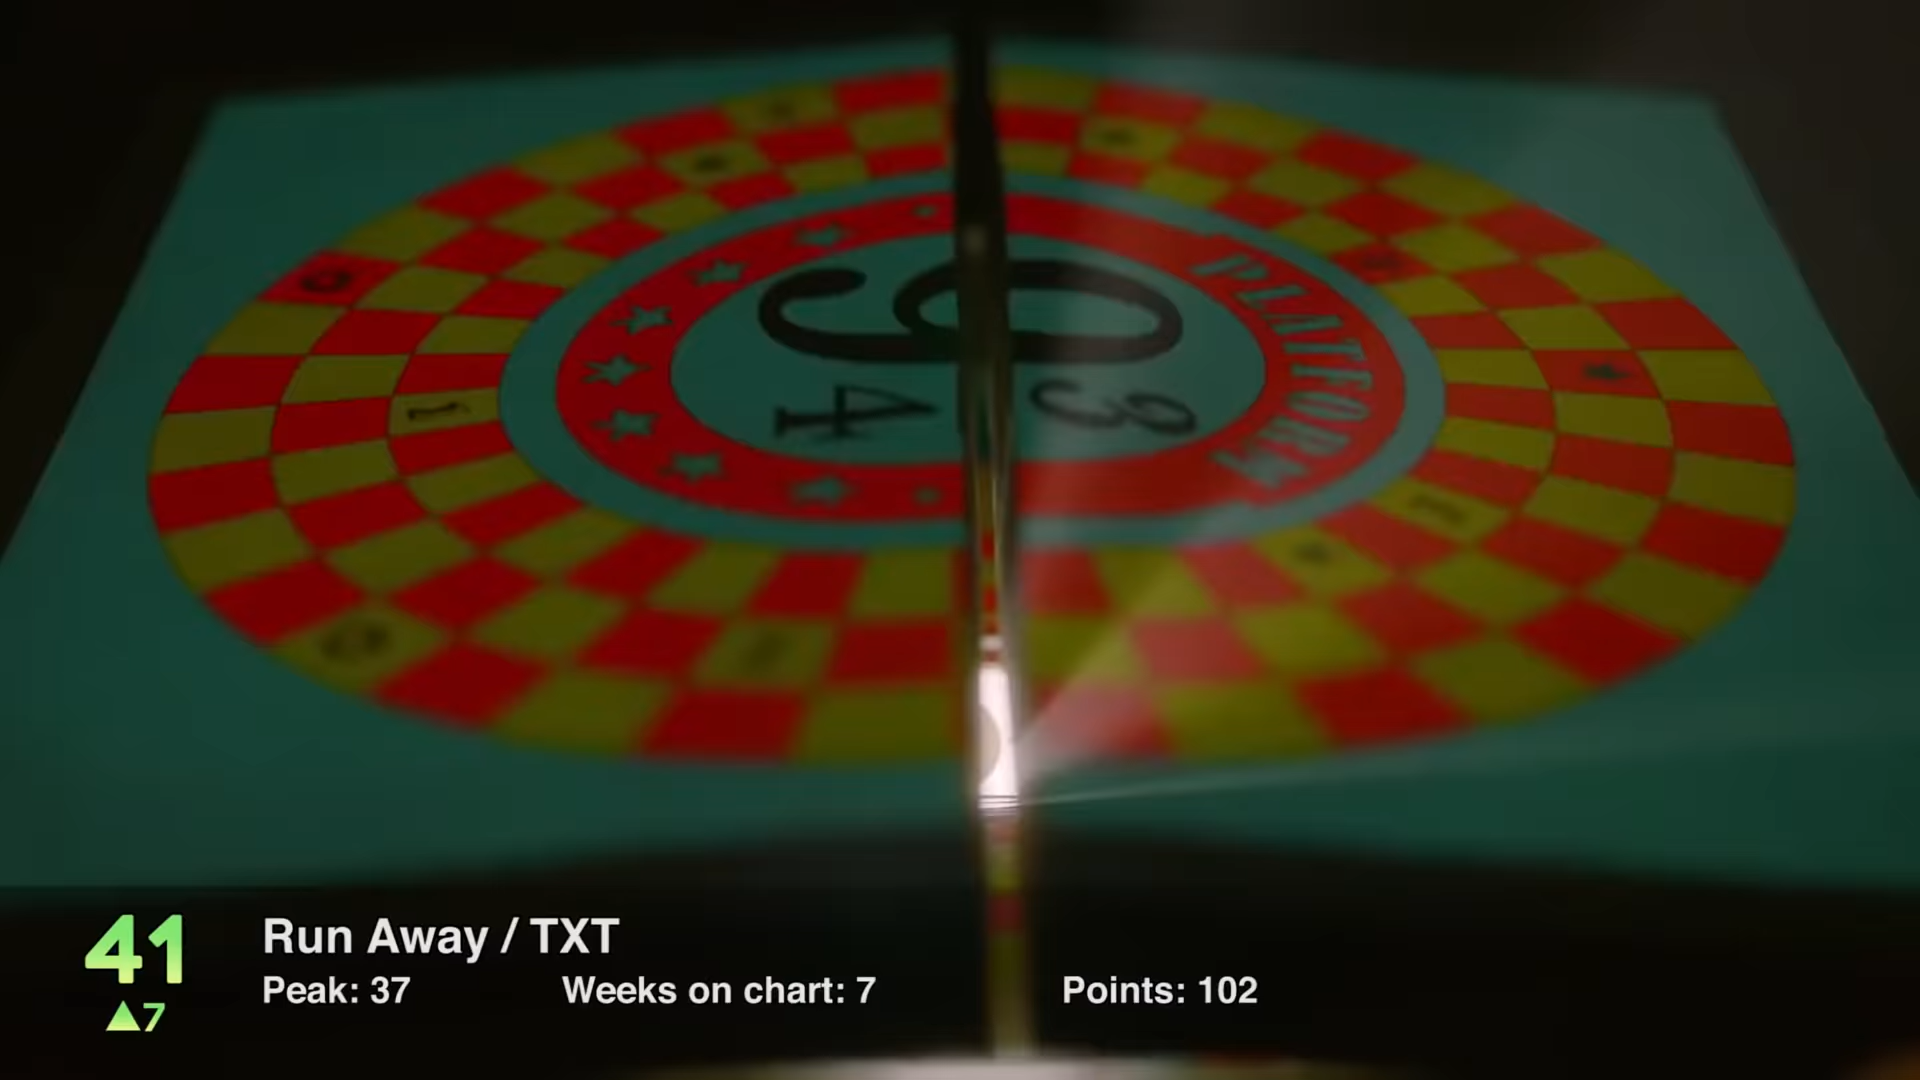 PLATFORM
9
3
4
41
Run Away / TXT
Peak: 37
Weeks on chart: 7
Points: 102
▲7